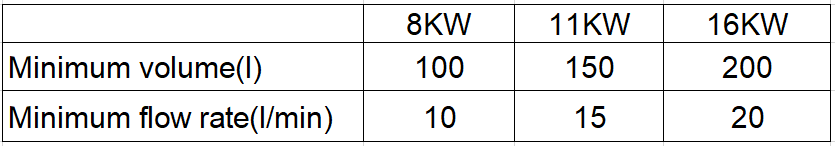 8KW 11KW 16KW
Minimum volume(l) 100 150 200
Minimum flow rate(l/min) 10 15 20